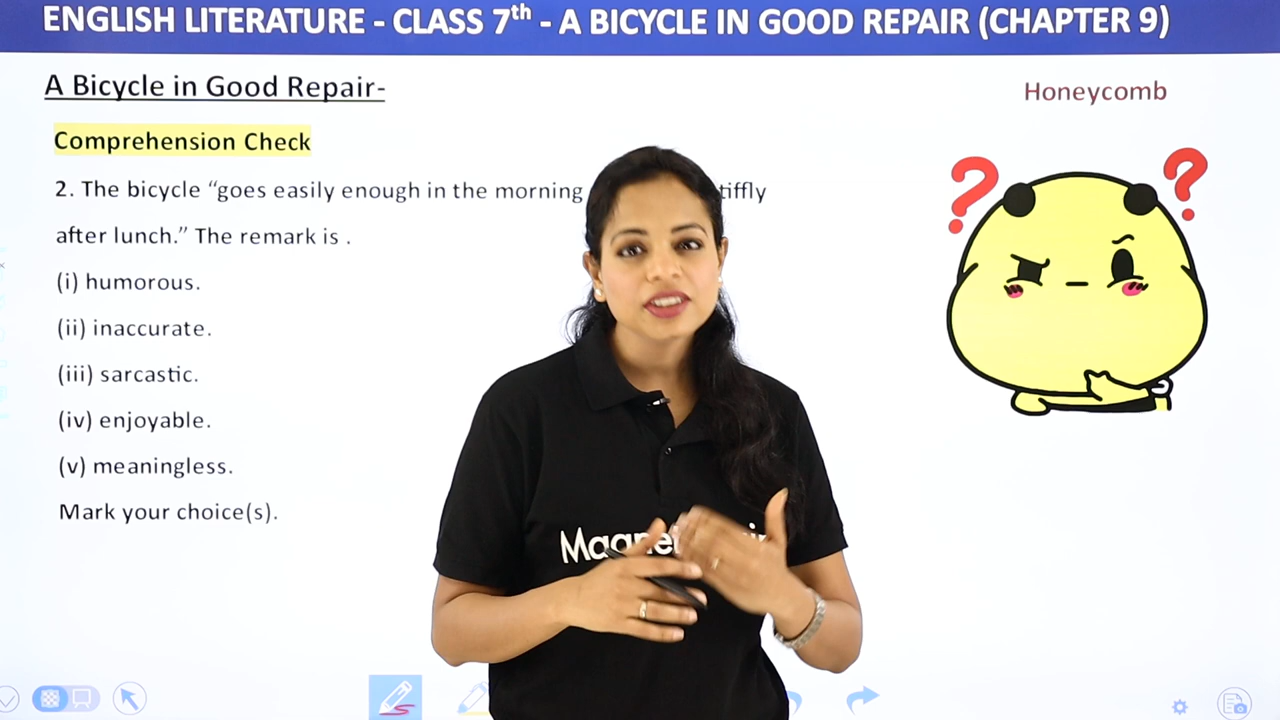 ENGLISH LITERATURE - CLASS 7th - A BICYCLE IN GOOD REPAIR (CHAPTER 9)
A Bicycle in Good Repair-
Honeycomb
Comprehension Check
2. The bicycle “goes easily enough in the morning tiffly
after lunch.” The remark is .
(i) humorous.
(ii) inaccurate.
(iii) sarcastic.
(iv) enjoyable.
(v) meaningless.
Mark your choice(s).
? ?